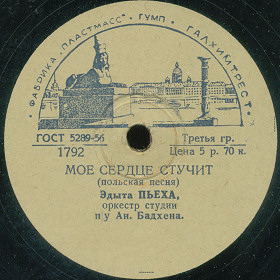 ФАБРИКА „ПЛАСТМАСС" • ГУМП • ГАЛХИМТРЕСТ •
ГОСТ 5289-56
Третья гр.
1792
Цена 5 р. 70 к.
МОЕ СЕРДЦЕ СТУЧИТ
(польская песня)
Эдыта ПЬЕХА,
оркестр студии
п/у Ан. Бадхена.